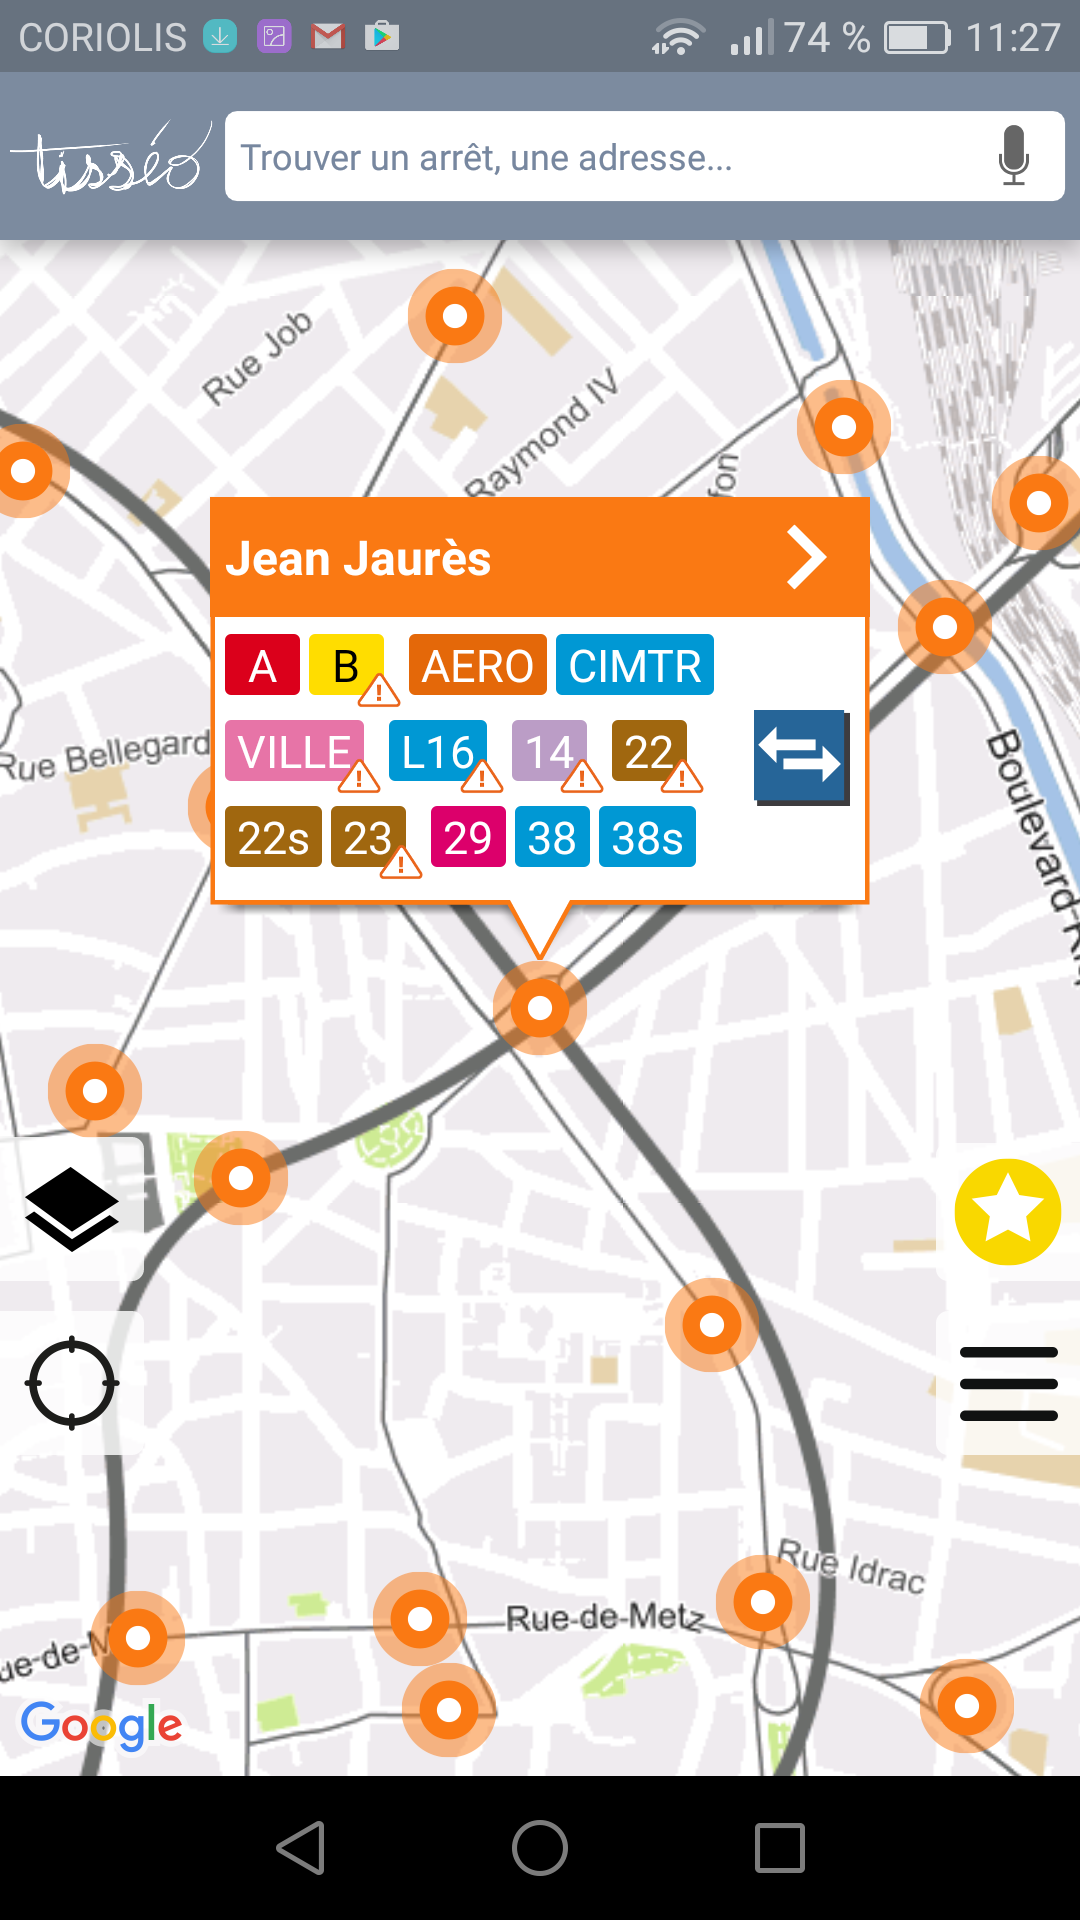 CORIOLIS 74 % 11:27
tisséo Trouver un arrêt, une adresse...
Rue Job
Raymond IV
fon
Jean Jaurès
A B AERO CIMTR
VILLE L16 14 22
22s 23 29 38 38s
Rue Bellegard
Boulevard-Riq
Rue Idrac
Rue-de-Metz
ue-de-M
Google